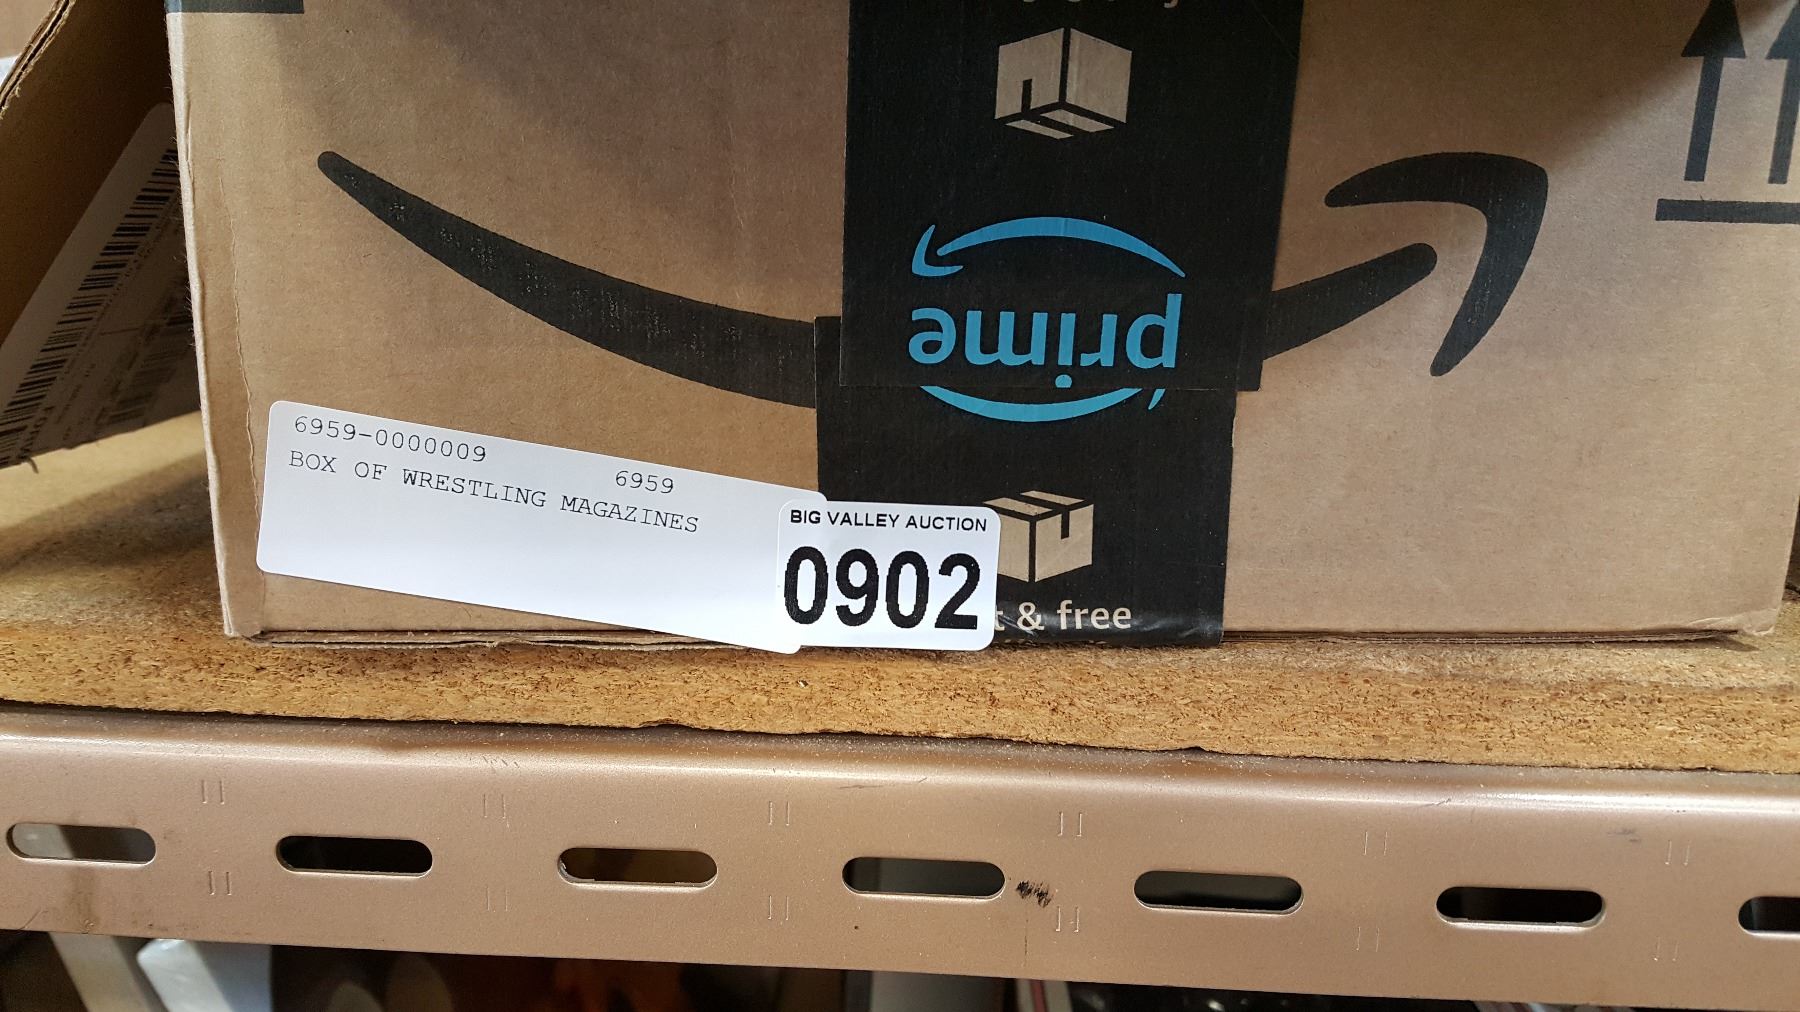 prime
6959-0000009
6959
BOX OF WRESTLING MAGAZINES
BIG VALLEY AUCTION
0902
& free